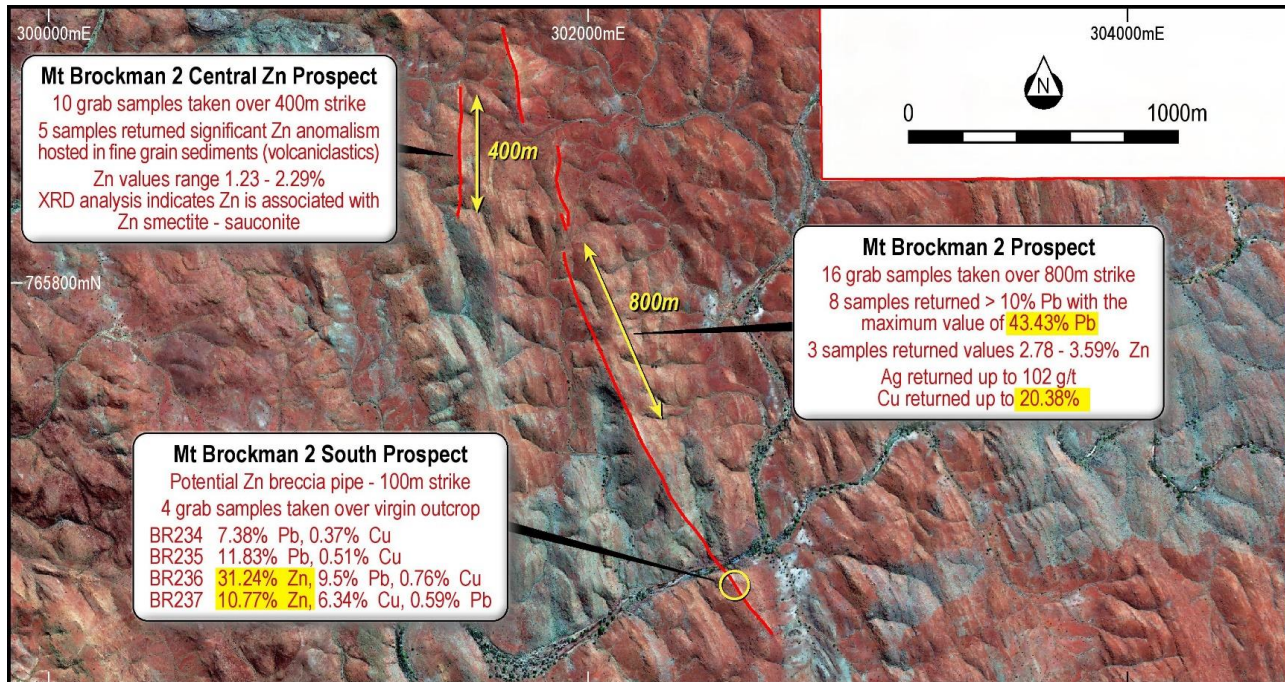 300000mE
302000mE
304000mE
N
0
1000m
Mt Brockman 2 Central Zn Prospect
10 grab samples taken over 400m strike
5 samples returned significant Zn anomalism
hosted in fine grain sediments (volcaniclastics)
Zn values range 1.23 - 2.29%
XRD analysis indicates Zn is associated with
Zn smectite - sauconite
400m
765800mN
800m
Mt Brockman 2 Prospect
16 grab samples taken over 800m strike
8 samples returned > 10% Pb with the
maximum value of 43.43% Pb
3 samples returned values 2.78 - 3.59% Zn
Ag returned up to 102 g/t
Cu returned up to 20.38%
Mt Brockman 2 South Prospect
Potential Zn breccia pipe - 100m strike
4 grab samples taken over virgin outcrop
BR234 7.38% Pb, 0.37% Cu
BR235 11.83% Pb, 0.51% Cu
BR236 31.24% Zn, 9.5% Pb, 0.76% Cu
BR237 10.77% Zn, 6.34% Cu, 0.59% Pb